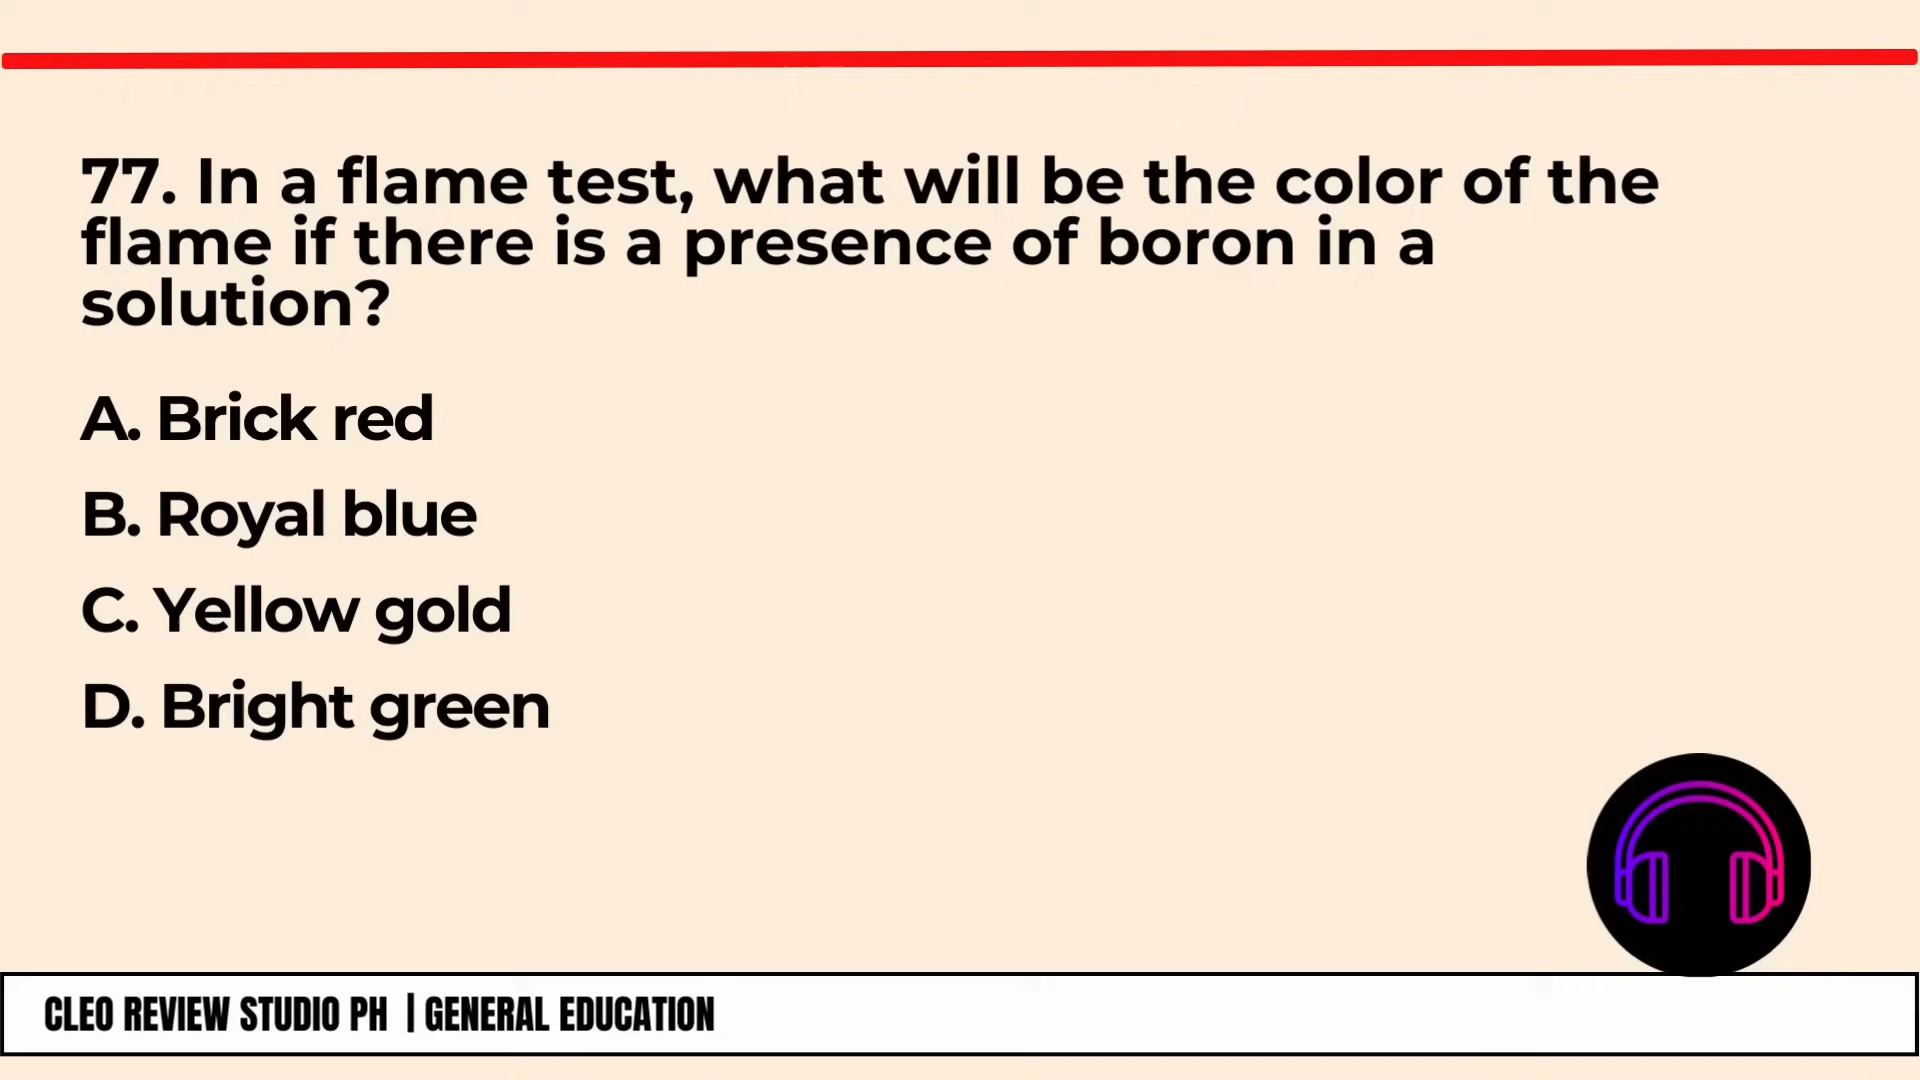 77. In a flame test, what will be the color of the
flame if there is a presence of boron in a
solution?
A. Brick red
B. Royal blue
C. Yellow gold
D. Bright green
CLEO REVIEW STUDIO PH | GENERAL EDUCATION